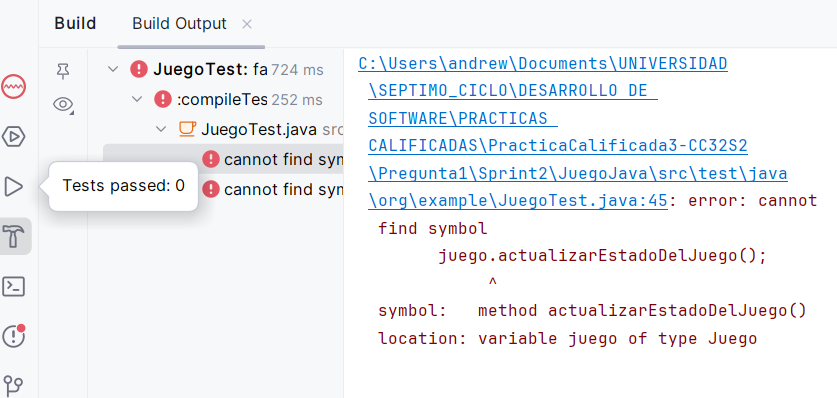 Build
Build Output ×
JuegoTest: fa 724 ms
:compileTes 252 ms
JuegoTest.java src
cannot find sym
cannot find sym
Tests passed: 0
C:\Users\andrew\Documents\UNIVERSIDAD
\SEPTIMO_CICLO\DESARROLLO DE
SOFTWARE\PRACTICAS
CALIFICADAS\PracticaCalificada3-CC32S2
\Pregunta1\Sprint2\JuegoJava\src\test\java
\org\example\JuegoTest.java:45: error: cannot
find symbol
juego.actualizarEstadoDelJuego();
^
symbol:   method actualizarEstadoDelJuego()
location: variable juego of type Juego